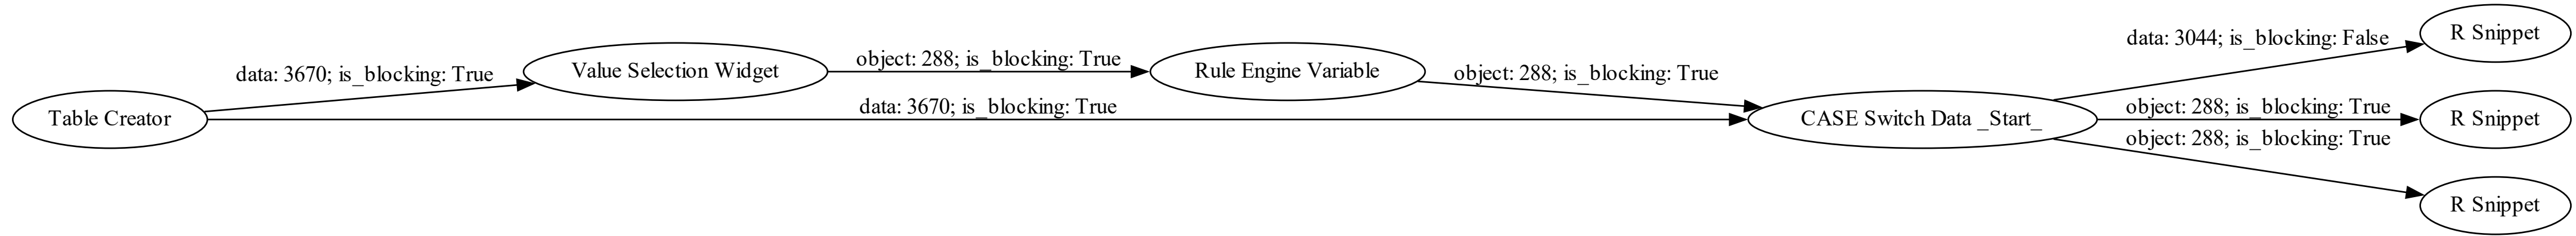 Table Creator
data: 3670; is_blocking: True
Value Selection Widget
object: 288; is_blocking: True
Rule Engine Variable
object: 288; is_blocking: True
data: 3670; is_blocking: True
CASE Switch Data _Start_
data: 3044; is_blocking: False
R Snippet
object: 288; is_blocking: True
R Snippet
object: 288; is_blocking: True
R Snippet